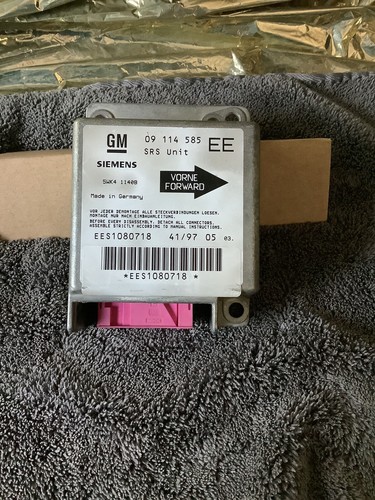 GM 09 114 585 EE
SRS Unit
SIEMENS
5WK4 1140B
VORNE
FORWARD
Made in Germany
VOR JEDER DEMONTAGE ALLE STECKVERBINDUNGEN LOESEN.
MONTAGE NUR NACH EINBAUANLEITUNG.
BEFORE EVERY DISASSEMBLY, DETACH ALL CONNECTORS.
ASSEMBLE STRICTLY ACCORDING TO MANUAL INSTRUCTIONS.
EES1080718 41/97 05 03.
*EES1080718*